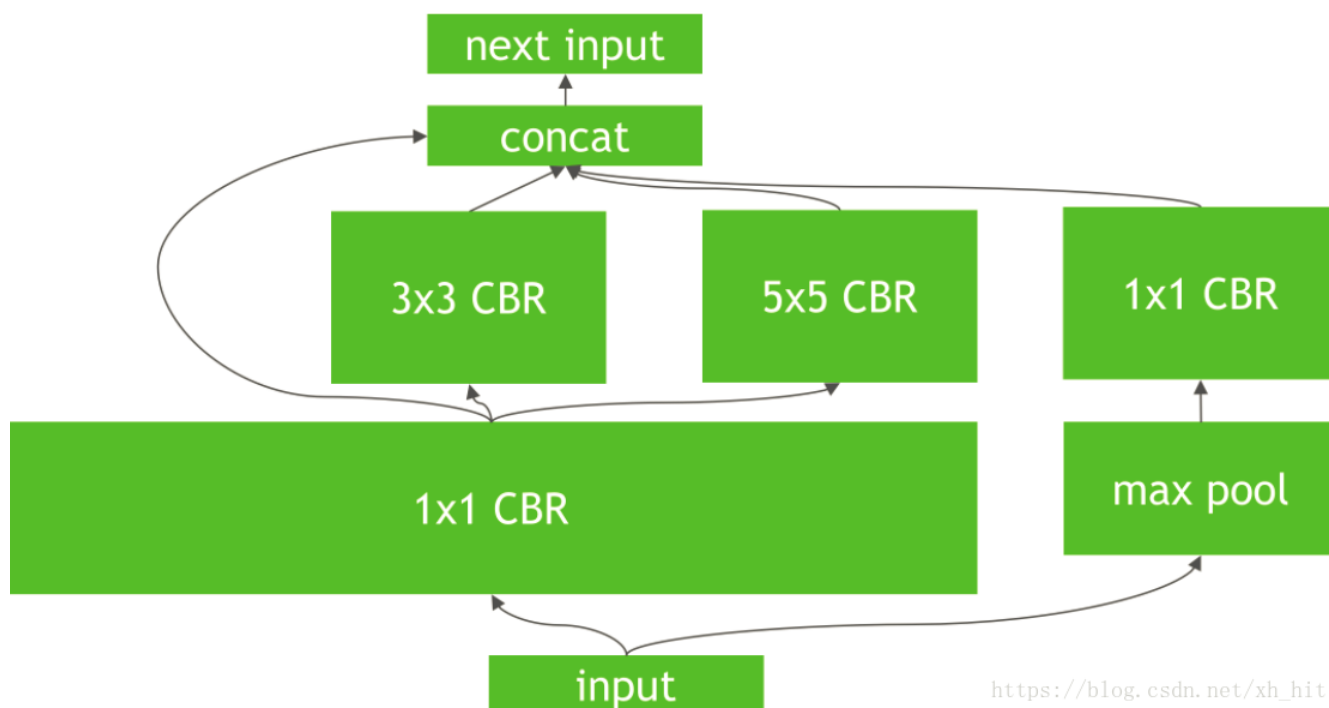 next input
concat
3x3 CBR
5x5 CBR
1x1 CBR
1x1 CBR
max pool
input
https://blog.csdn.net/xh_hit